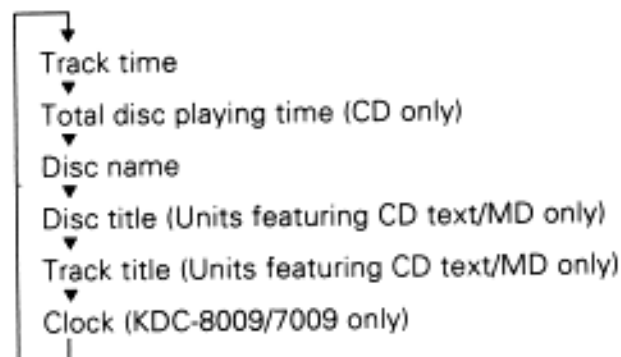 Track time
Total disc playing time (CD only)
Disc name
Disc title (Units featuring CD text/MD only)
Track title (Units featuring CD text/MD only)
Clock (KDC-8009/7009 only)